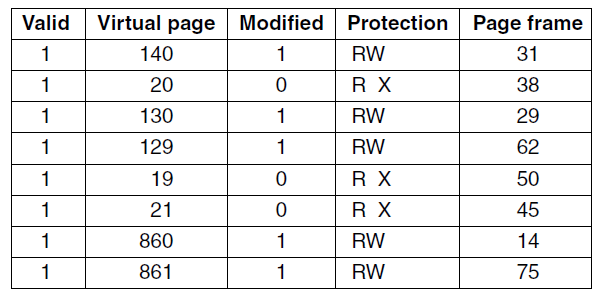 Valid Virtual page Modified Protection Page frame
1 140 1 RW 31
1 20 0 R X 38
1 130 1 RW 29
1 129 1 RW 62
1 19 0 R X 50
1 21 0 R X 45
1 860 1 RW 14
1 861 1 RW 75